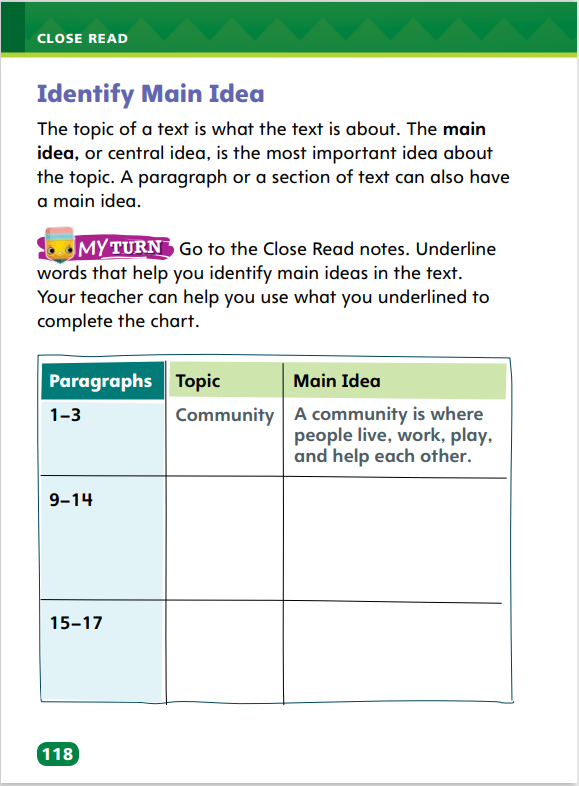 CLOSE READ
Identify Main Idea
The topic of a text is what the text is about. The main
idea, or central idea, is the most important idea about
the topic. A paragraph or a section of text can also have
a main idea.
MY TURN Go to the Close Read notes. Underline
words that help you identify main ideas in the text.
Your teacher can help you use what you underlined to
complete the chart.
Paragraphs Topic Main Idea
1–3 Community A community is where
people live, work, play,
and help each other.
9–14
15–17
118